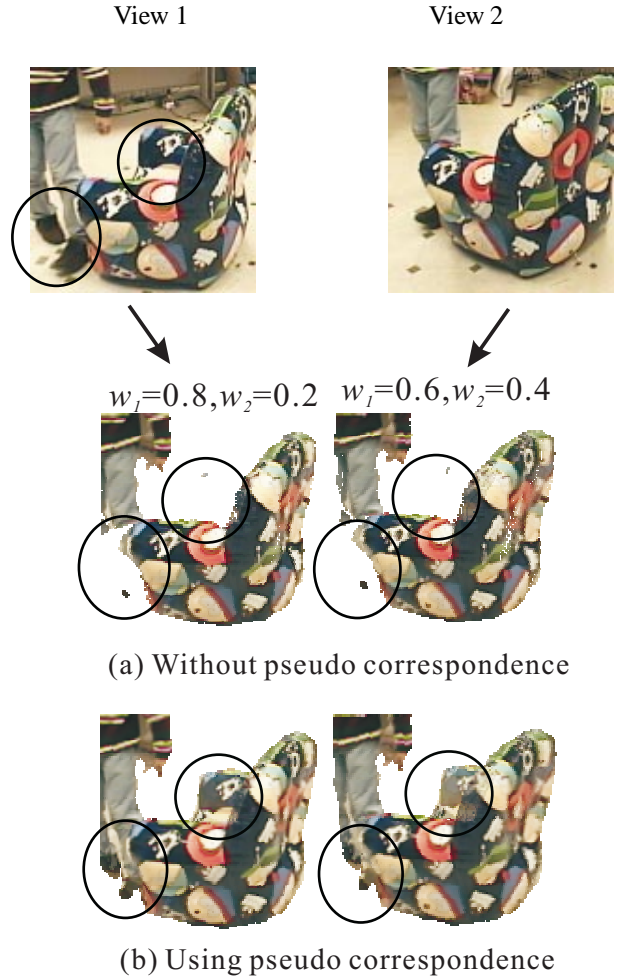 View 1 View 2
w₁=0.8,w₂=0.2 w₁=0.6,w₂=0.4
(a) Without pseudo correspondence
(b) Using pseudo correspondence